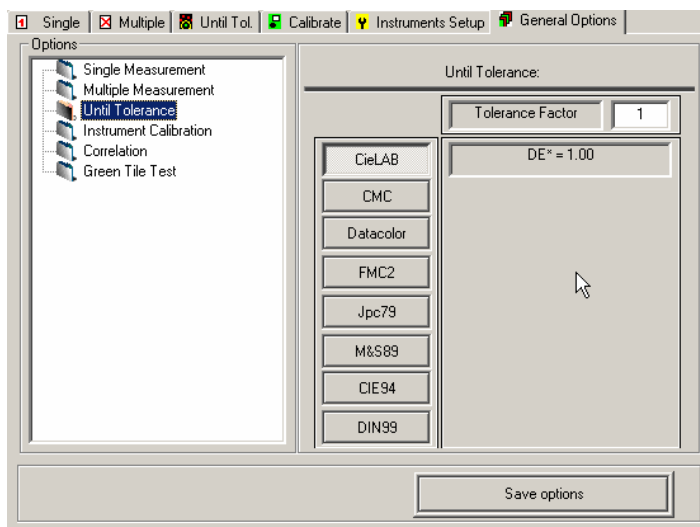 Single Multiple Until Tol. Calibrate Instruments Setup General Options
Options
Single Measurement
Multiple Measurement
Until Tolerance
Instrument Calibration
Correlation
Green Tile Test
Until Tolerance:
Tolerance Factor 1
CieLAB
DE* = 1.00
CMC
Datacolor
FMC2
Jpc79
M&S89
CIE94
DIN99
Save options